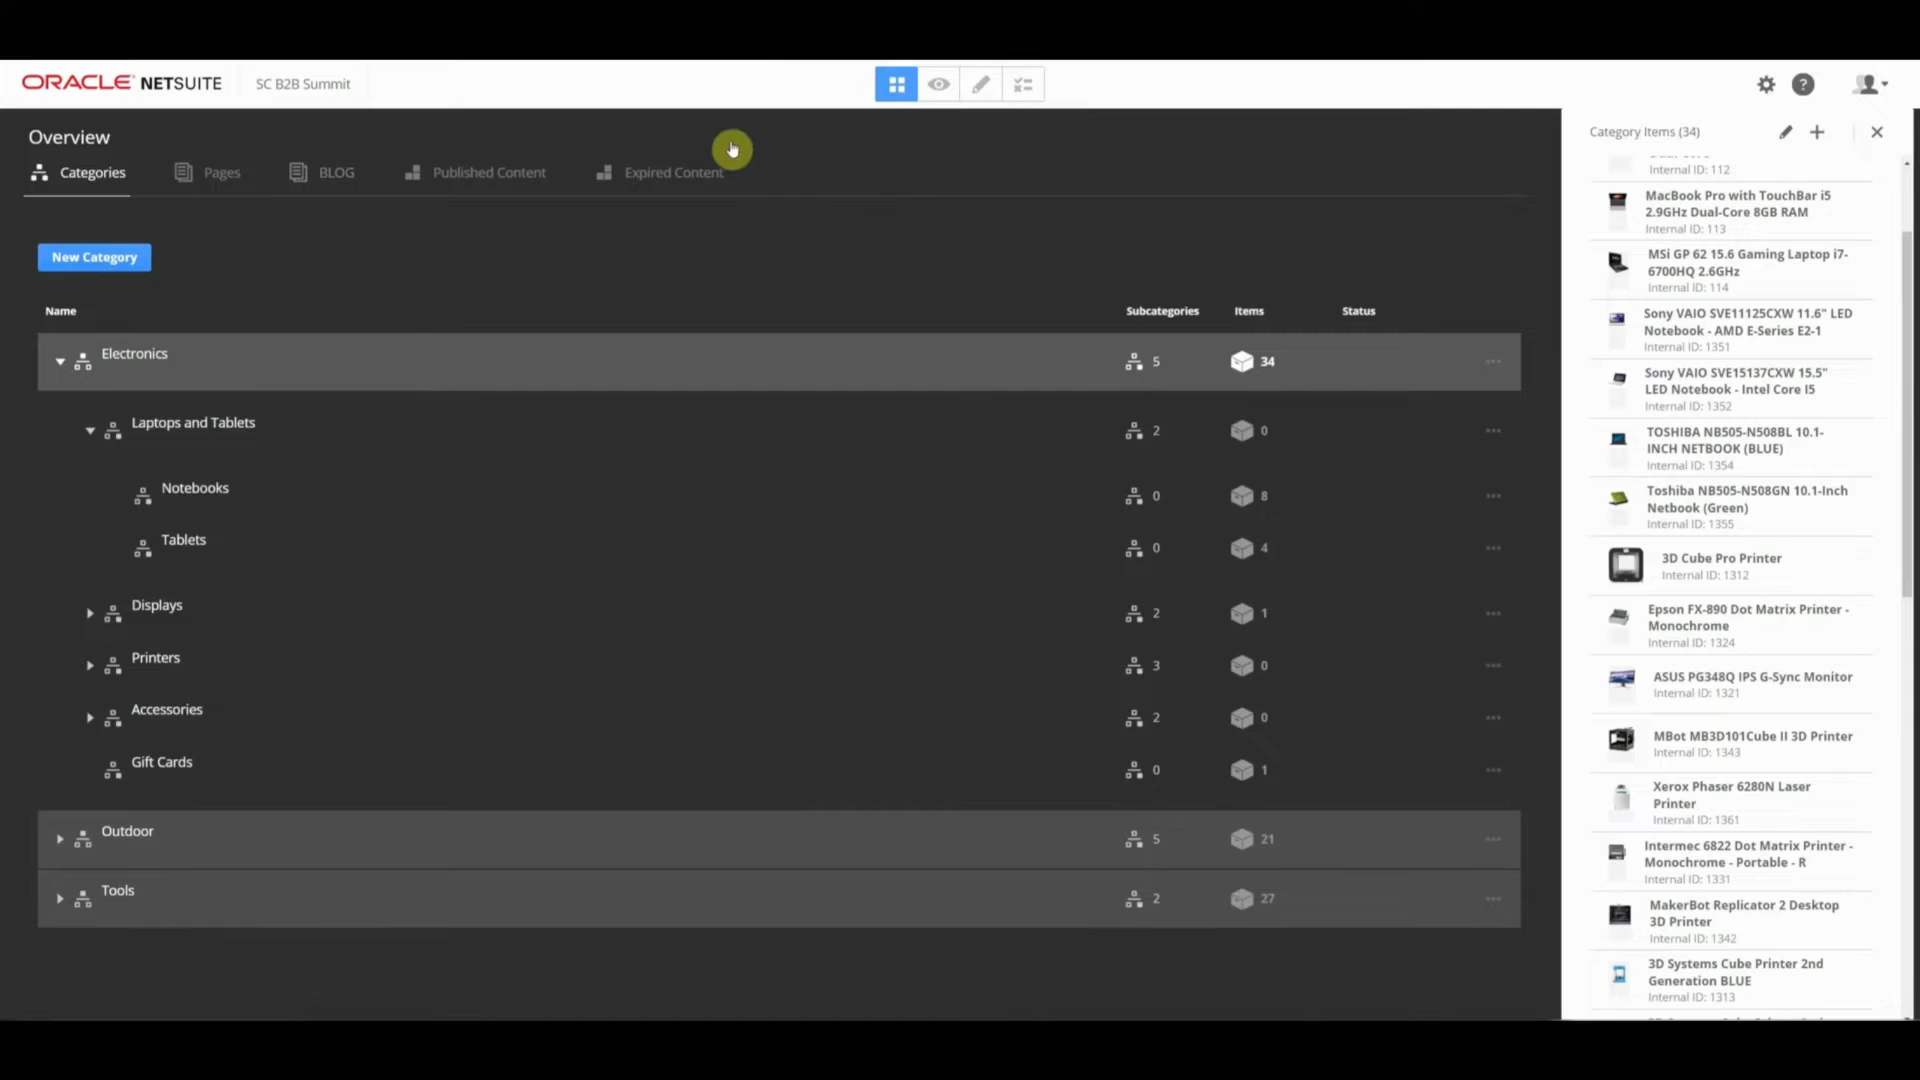 ORACLE NETSUITE
SC B2B Summit
Overview
Categories
Pages
BLOG
Published Content
Expired Content
New Category
Name
Subcategories
Items
Status
Electronics
5
34
Laptops and Tablets
2
0
Notebooks
0
8
Tablets
0
4
Displays
2
1
Printers
3
0
Accessories
2
0
Gift Cards
0
1
Outdoor
5
21
Tools
2
27
Category Items (34)
Internal ID: 112
MacBook Pro with TouchBar i5
2.9GHz Dual-Core 8GB RAM
Internal ID: 113
MSi GP 62 15.6 Gaming Laptop i7-
6700HQ 2.6GHz
Internal ID: 114
Sony VAIO SVE11125CXW 11.6" LED
Notebook - AMD E-Series E2-1
Internal ID: 1351
Sony VAIO SVE15137CXW 15.5"
LED Notebook - Intel Core I5
Internal ID: 1352
TOSHIBA NB505-N508BL 10.1-
INCH NETBOOK (BLUE)
Internal ID: 1354
Toshiba NB505-N508GN 10.1-Inch
Netbook (Green)
Internal ID: 1355
3D Cube Pro Printer
Internal ID: 1312
Epson FX-890 Dot Matrix Printer -
Monochrome
Internal ID: 1324
ASUS PG348Q IPS G-Sync Monitor
Internal ID: 1321
MBot MB3D101Cube II 3D Printer
Internal ID: 1343
Xerox Phaser 6280N Laser
Printer
Internal ID: 1361
Intermec 6822 Dot Matrix Printer -
Monochrome - Portable - R
Internal ID: 1331
MakerBot Replicator 2 Desktop
3D Printer
Internal ID: 1342
3D Systems Cube Printer 2nd
Generation BLUE
Internal ID: 1313